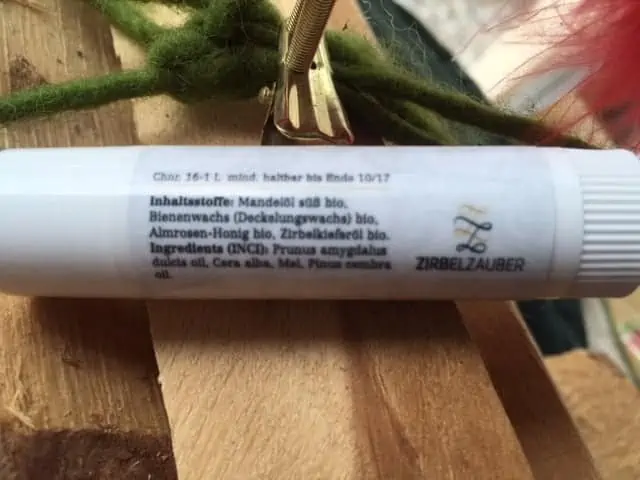 Chnr. 16-1 L mind. haltbar bis Ende 10/17
Inhaltsstoffe: Mandelöl süß bio,
Bienenwachs (Deckelungswachs) bio,
Almrosen-Honig bio, Zirbelkieferöl bio.
Ingredients (INCI): Prunus amygdalus
dulcis oil, Cera alba, Mel, Pinus cembra
oil.
ZIRBELZAUBER